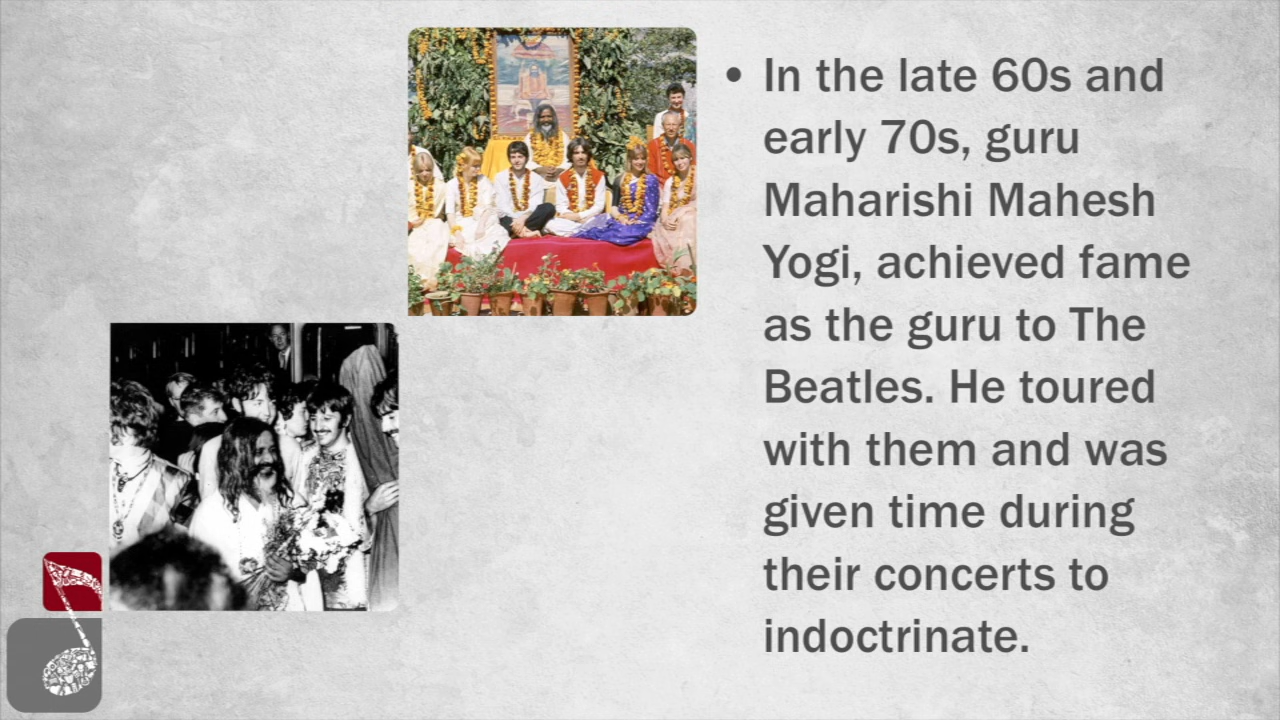 • In the late 60s and
early 70s, guru
Maharishi Mahesh
Yogi, achieved fame
as the guru to The
Beatles. He toured
with them and was
given time during
their concerts to
indoctrinate.